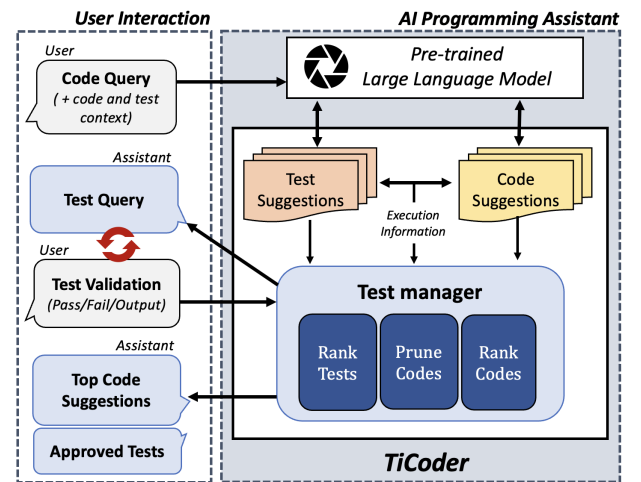 User Interaction
AI Programming Assistant
User
Code Query
( + code and test
context)
Pre-trained
Large Language Model
Assistant
Test Query
Test
Suggestions
Code
Suggestions
Execution
Information
User
Test Validation
(Pass/Fail/Output)
Test manager
Rank
Tests
Prune
Codes
Rank
Codes
Assistant
Top Code
Suggestions
Approved Tests
TiCoder